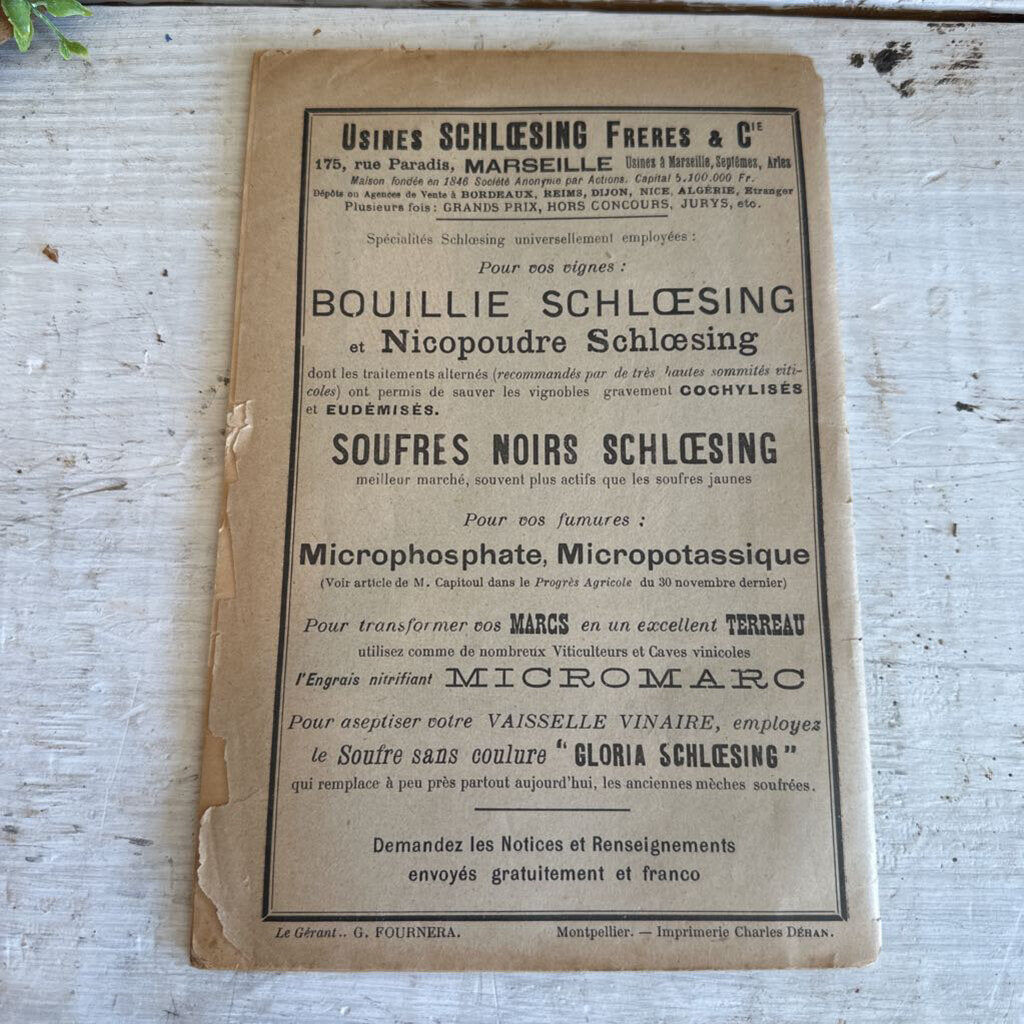 USINES SCHLŒSING FRERES & CIE
175, rue Paradis, MARSEILLE Usines à Marseille, Septèmes, Arles
Maison fondée en 1846 Société Anonyme par Actions. Capital 5.100.000 Fr.
Dépôts ou Agences de Vente à BORDEAUX, REIMS, DIJON, NICE, ALGÉRIE, Etranger
Plusieurs fois : GRANDS PRIX, HORS CONCOURS, JURYS, etc.
Spécialités Schlœsing universellement employées :
Pour vos vignes :
BOUILLIE SCHLŒSING
et Nicopoudre Schlœsing
dont les traitements alternés (recommandés par de très hautes sommités viti-
coles) ont permis de sauver les vignobles gravement COCHYLISÉS
et EUDÉMISÉS.
SOUFRES NOIRS SCHLŒSING
meilleur marché, souvent plus actifs que les soufres jaunes
Pour vos fumures :
Microphosphate, Micropotassique
(Voir article de M. Capitoul dans le Progrès Agricole du 30 novembre dernier)
Pour transformer vos MARCS en un excellent TERREAU
utilisez comme de nombreux Viticulteurs et Caves vinicoles
l'Engrais nitrifiant MICROMARC
Pour aseptiser votre VAISSELLE VINAIRE, employez
le Soufre sans coulure “ GLORIA SCHLŒSING ”
qui remplace à peu près partout aujourd'hui, les anciennes mèches soufrées.
Demandez les Notices et Renseignements
envoyés gratuitement et franco
Le Gérant.. G. FOURNERA. Montpellier. — Imprimerie Charles DÉHAN.